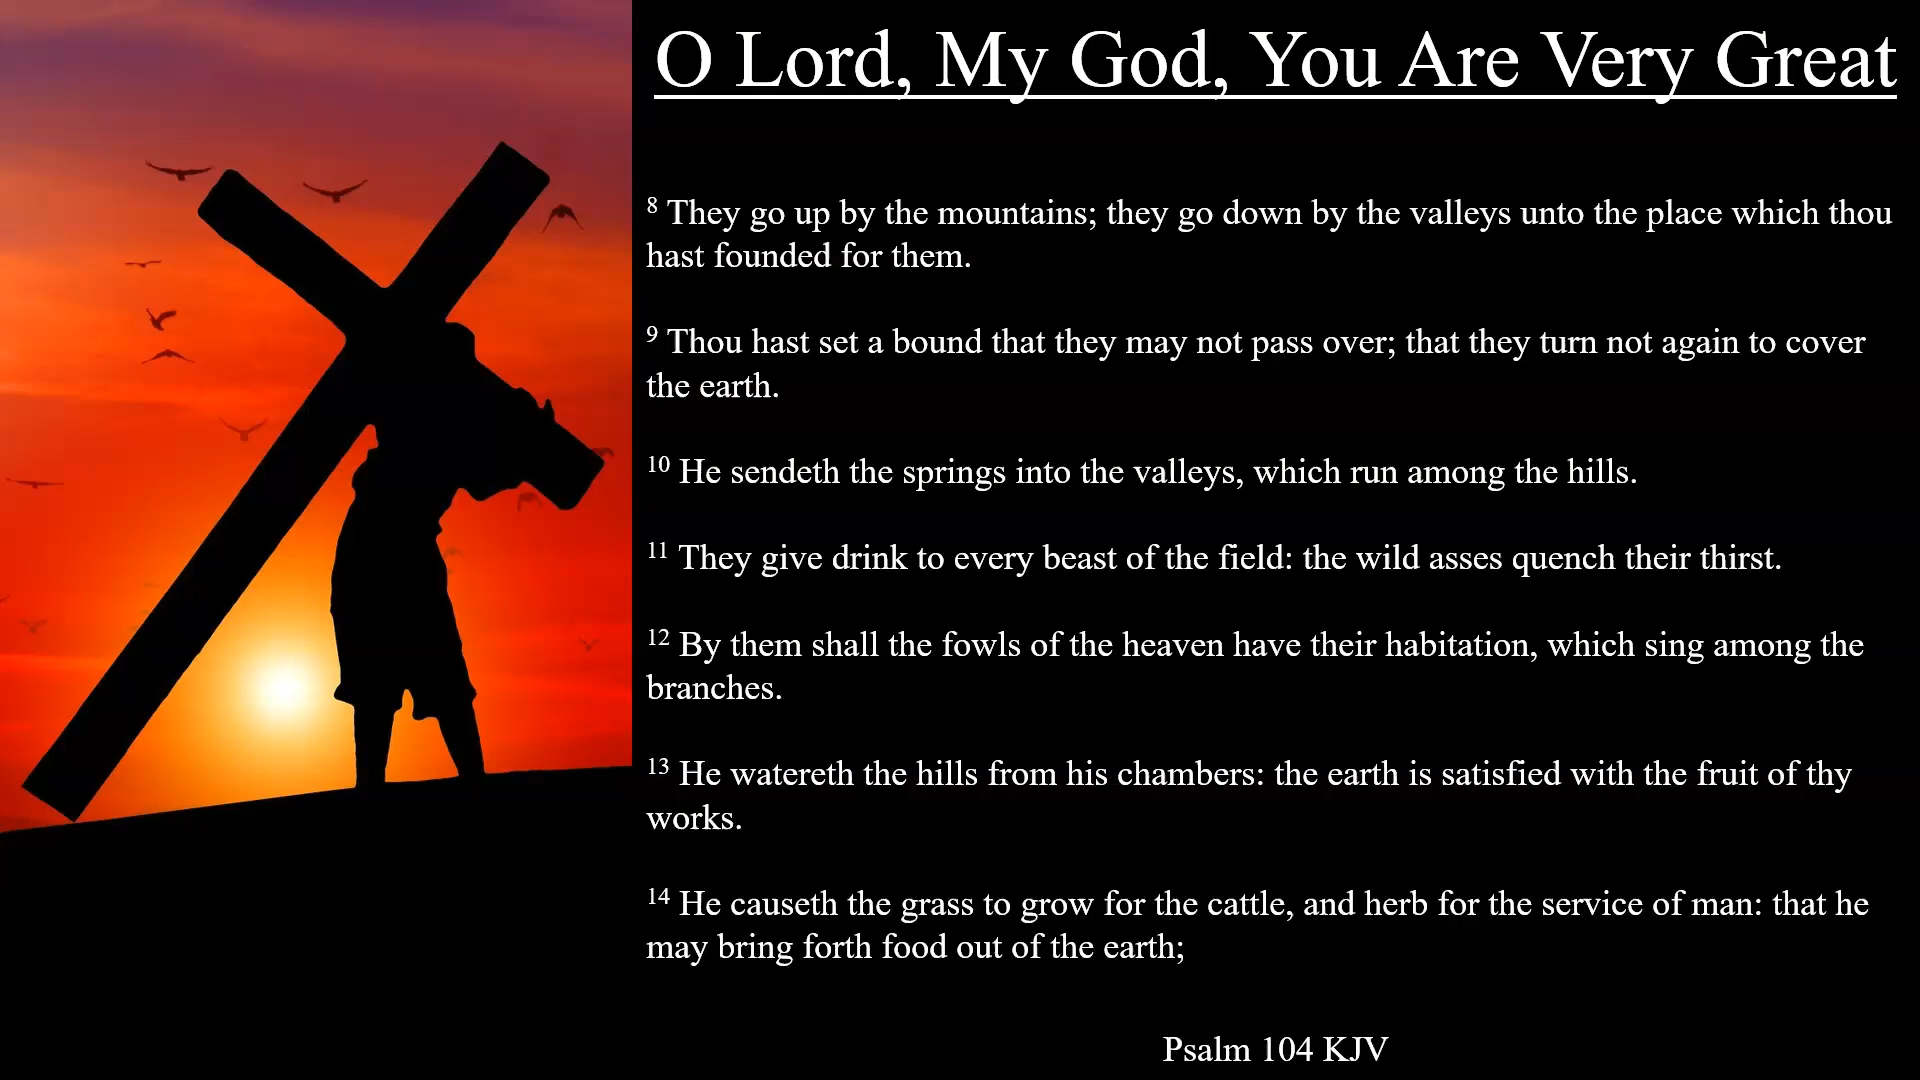 O Lord, My God, You Are Very Great
8 They go up by the mountains; they go down by the valleys unto the place which thou
hast founded for them.
9 Thou hast set a bound that they may not pass over; that they turn not again to cover
the earth.
10 He sendeth the springs into the valleys, which run among the hills.
11 They give drink to every beast of the field: the wild asses quench their thirst.
12 By them shall the fowls of the heaven have their habitation, which sing among the
branches.
13 He watereth the hills from his chambers: the earth is satisfied with the fruit of thy
works.
14 He causeth the grass to grow for the cattle, and herb for the service of man: that he
may bring forth food out of the earth;
Psalm 104 KJV